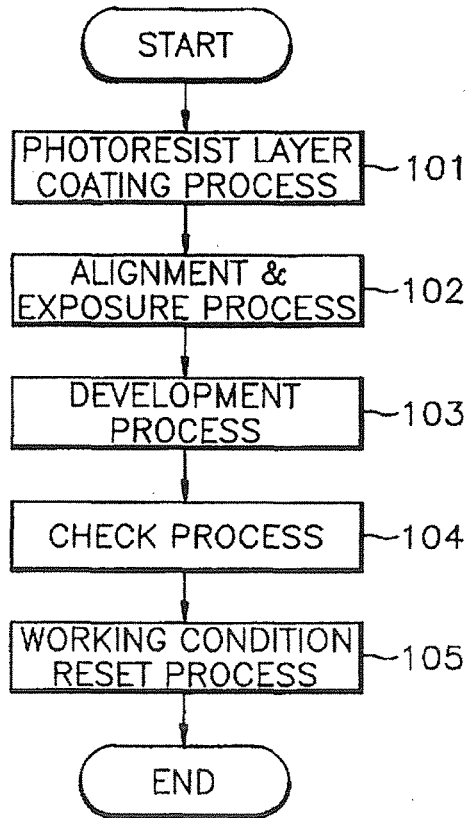 START
PHOTORESIST LAYER
COATING PROCESS
101
ALIGNMENT &
EXPOSURE PROCESS
102
DEVELOPMENT
PROCESS
103
CHECK PROCESS
104
WORKING CONDITION
RESET PROCESS
105
END